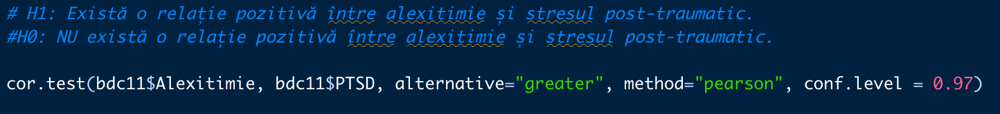 # H1: Există o relație pozitivă între alexitimie și stresul post-traumatic.
#H0: NU există o relație pozitivă între alexitimie și stresul post-traumatic.
cor.test(bdc11$Alexitimie, bdc11$PTSD, alternative="greater", method="pearson", conf.level = 0.97)